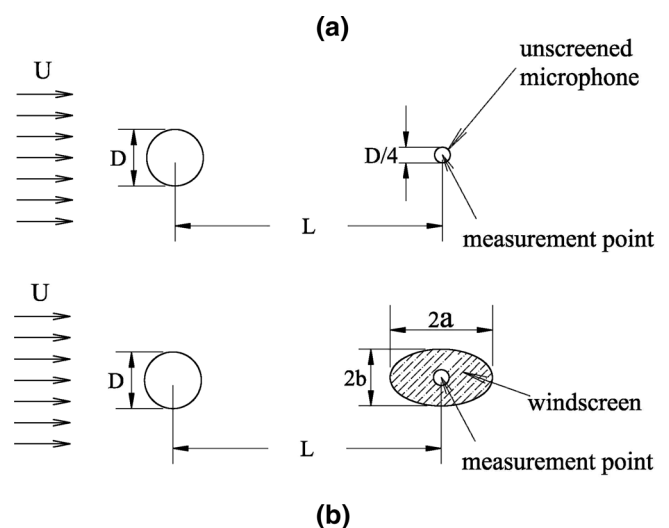 (a)
U
unscreened
microphone
D
D/4
L
measurement point
U
2a
D
2b
windscreen
L
measurement point
(b)